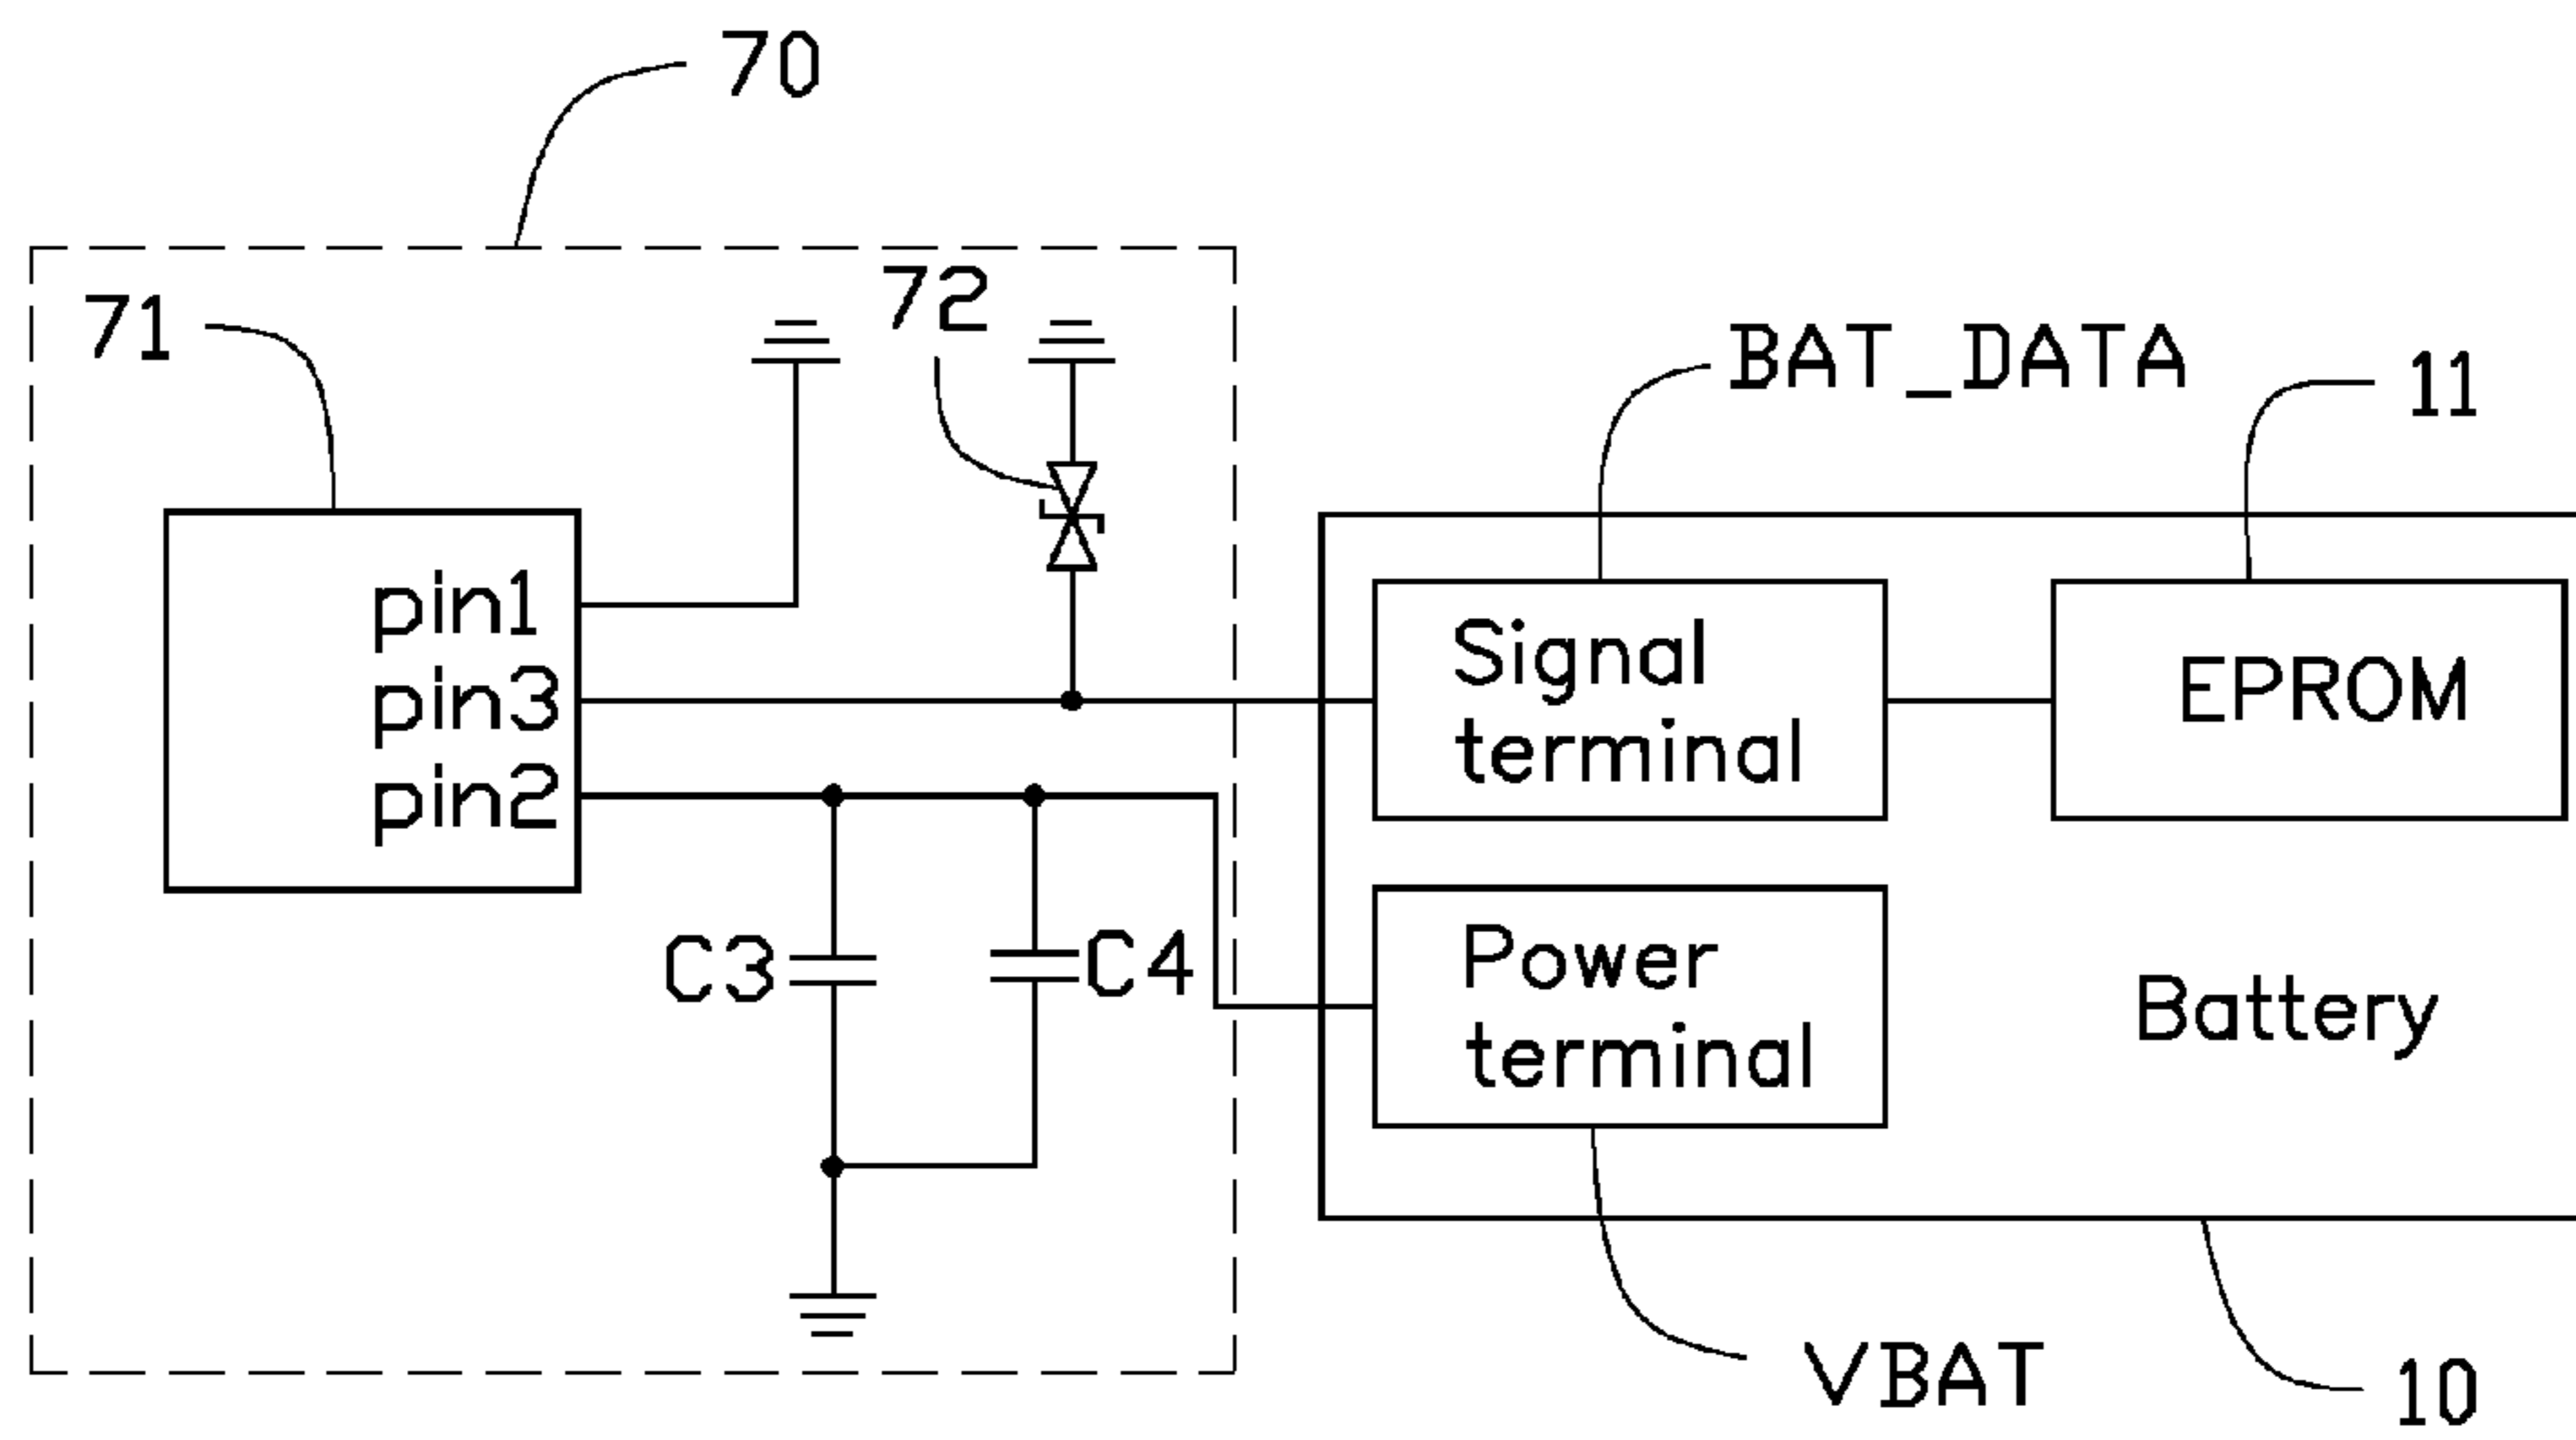 70
72
71
BAT_DATA
11
pin1
pin3
pin2
Signal
terminal
EPROM
C3
C4
Power
terminal
Battery
VBAT
10